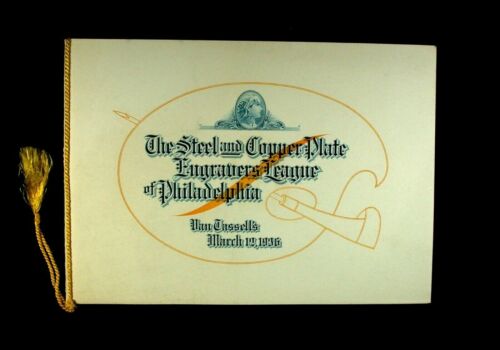 The Steel and Copper Plate
Engravers League
of Philadelphia
Van Tassell's
March 12, 1936